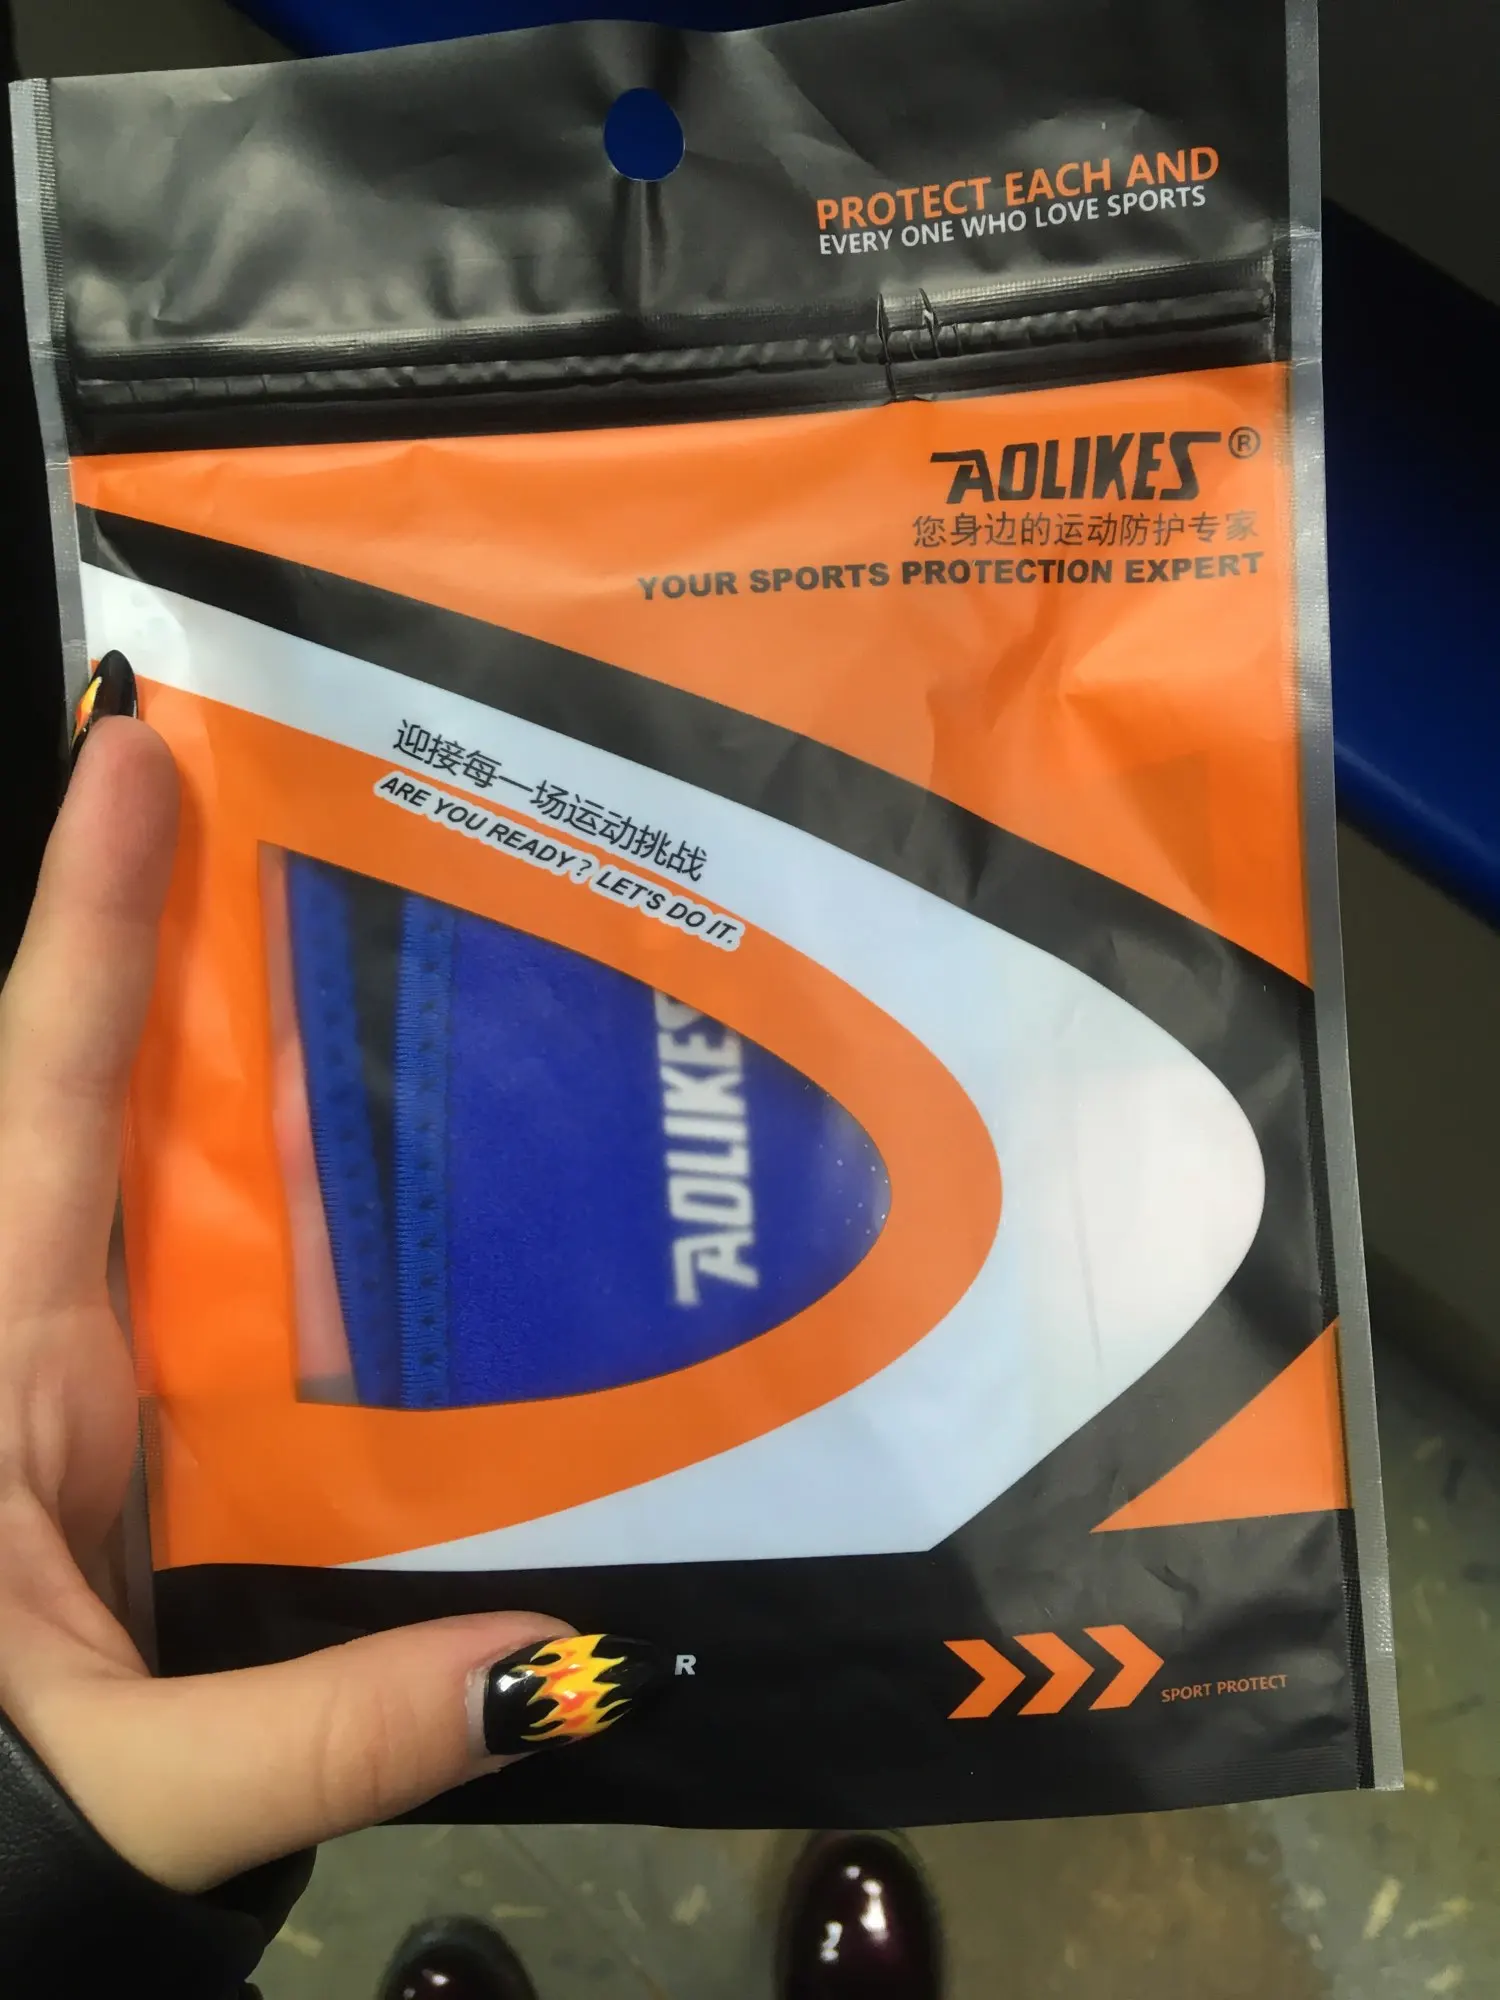 PROTECT EACH AND
EVERY ONE WHO LOVE SPORTS
AOLIKES®
您身边的运动防护专家
YOUR SPORTS PROTECTION EXPERT
迎接每一场运动挑战
ARE YOU READY? LET'S DO IT.
AOLIKES
R
SPORT PROTECT